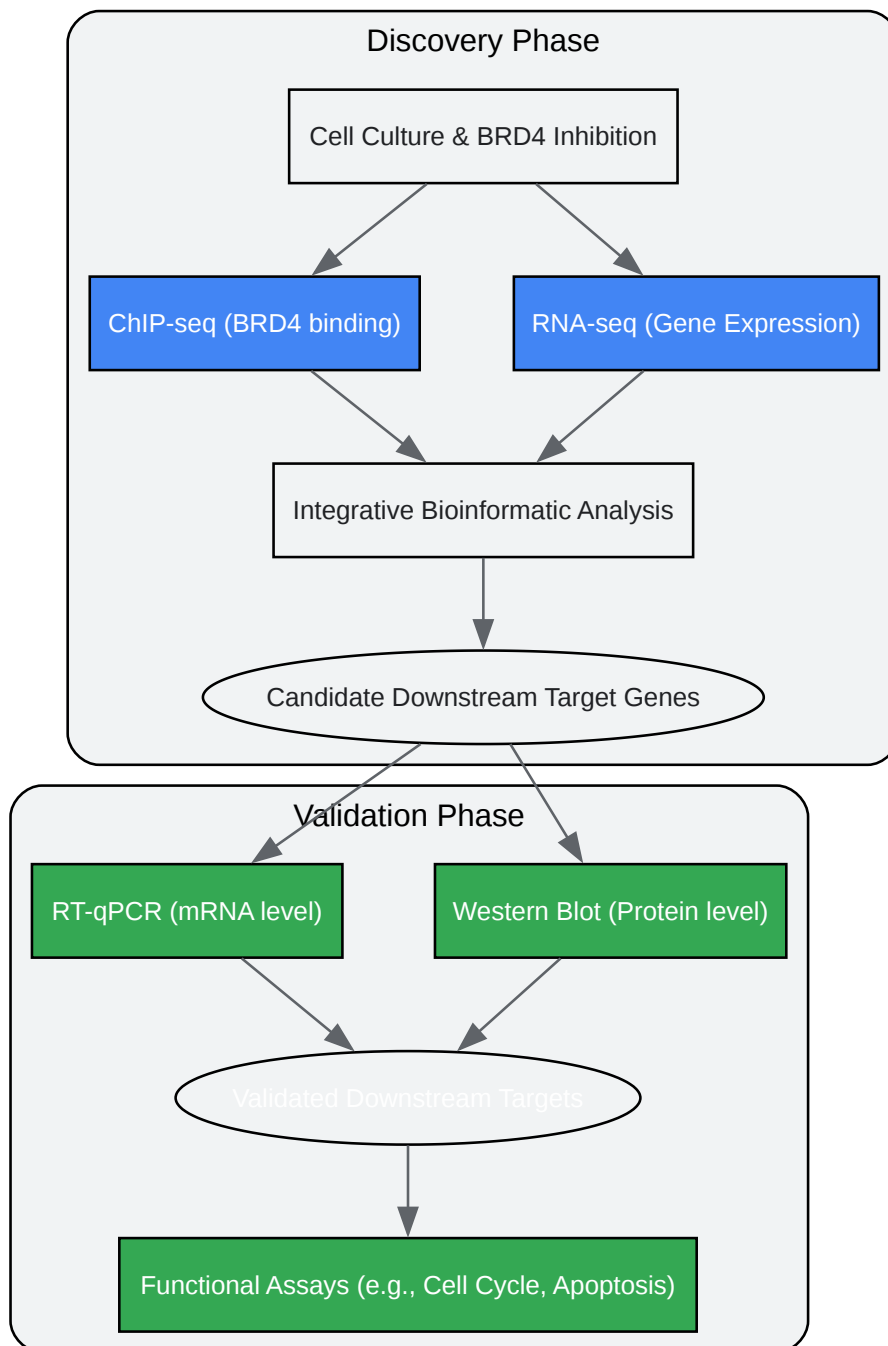 Discovery Phase
Cell Culture & BRD4 Inhibition
ChIP-seq (BRD4 binding)
RNA-seq (Gene Expression)
Integrative Bioinformatic Analysis
Candidate Downstream Target Genes
Validation Phase
RT-qPCR (mRNA level)
Western Blot (Protein level)
Validated Downstream Targets
Functional Assays (e.g., Cell Cycle, Apoptosis)